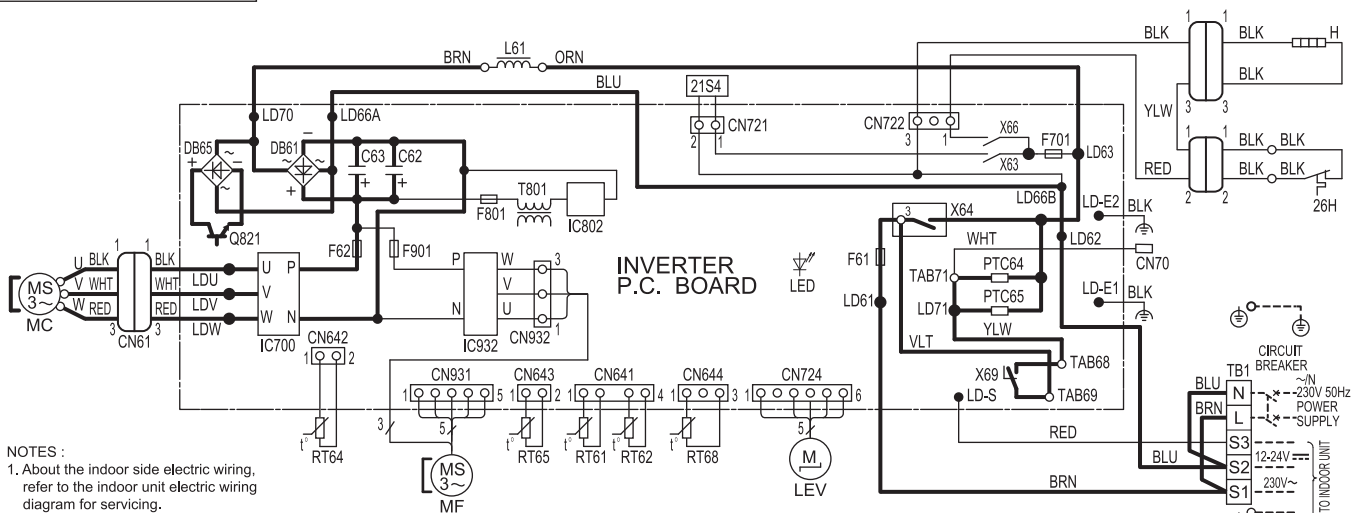 BRN L61 ORN
BLU
BLK 1 1 BLK H
BLK
3 3
YLW
1 1 BLK BLK
RED BLK BLK
2 2
26H
21S4
CN721
2 1
CN722
3 1
X66
X63
F701
LD63
LD70 LD66A
DB65 DB61
+ ~ − ~
− ~ ~ +
C63 C62
+ +
Q821
F801 T801 IC802
F62 F901
LD66B
LD-E2 BLK
LD62
3 X64
WHT
CN70
F61
TAB71 PTC64
LD61
LD71 PTC65
LD-E1 BLK
YLW
VLT
X69
TAB68
TAB69
LD-S
INVERTER
P.C. BOARD
LED
MS
3~
MC
U BLK 1 1 BLK LDU U P
V WHT WHT LDV V
W RED 3 3 RED LDW W N
CN61
IC700
P W 3
V
N U 1
IC932 CN932
CN642
1 2
t°
RT64
CN931
1 5
5
3
MS
3~
MF
CN643
1 2
t°
RT65
CN641
1 4
t° t°
RT61 RT62
CN644
1 3
t°
RT68
CN724
1 6
5
M
LEV
CIRCUIT
BREAKER
TB1
BLU N ~/N
230V 50Hz
BRN L POWER
SUPPLY
RED S3
12-24V
BLU S2
230V~
BRN S1
TO INDOOR UNIT
NOTES :
1. About the indoor side electric wiring,
refer to the indoor unit electric wiring
diagram for servicing.